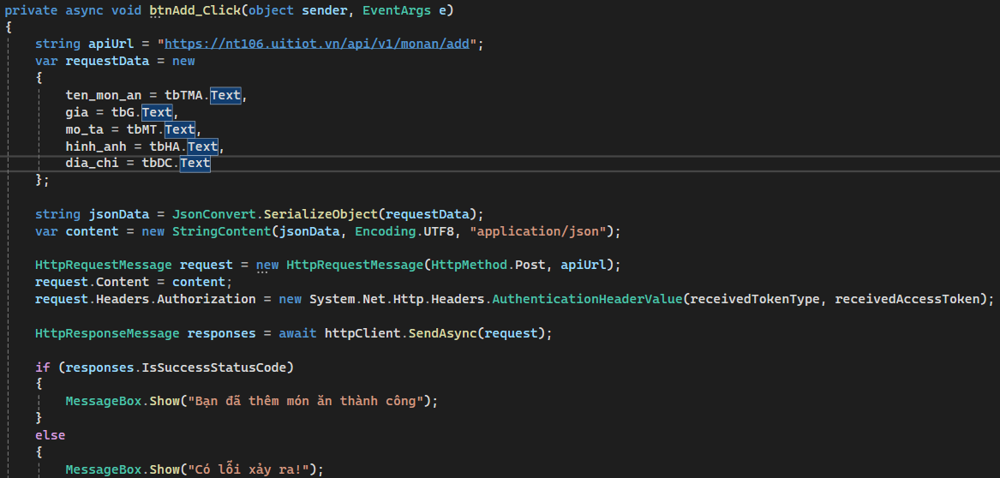 private async void btnAdd_Click(object sender, EventArgs e)
{
string apiUrl = "https://nt106.uitiot.vn/api/v1/monan/add";
var requestData = new
{
ten_mon_an = tbTMA.Text,
gia = tbG.Text,
mo_ta = tbMT.Text,
hinh_anh = tbHA.Text,
dia_chi = tbDC.Text
};
string jsonData = JsonConvert.SerializeObject(requestData);
var content = new StringContent(jsonData, Encoding.UTF8, "application/json");
HttpRequestMessage request = new HttpRequestMessage(HttpMethod.Post, apiUrl);
request.Content = content;
request.Headers.Authorization = new System.Net.Http.Headers.AuthenticationHeaderValue(receivedTokenType, receivedAccessToken);
HttpResponseMessage responses = await httpClient.SendAsync(request);
if (responses.IsSuccessStatusCode)
{
MessageBox.Show("Bạn đã thêm món ăn thành công");
}
else
{
MessageBox.Show("Có lỗi xảy ra!");